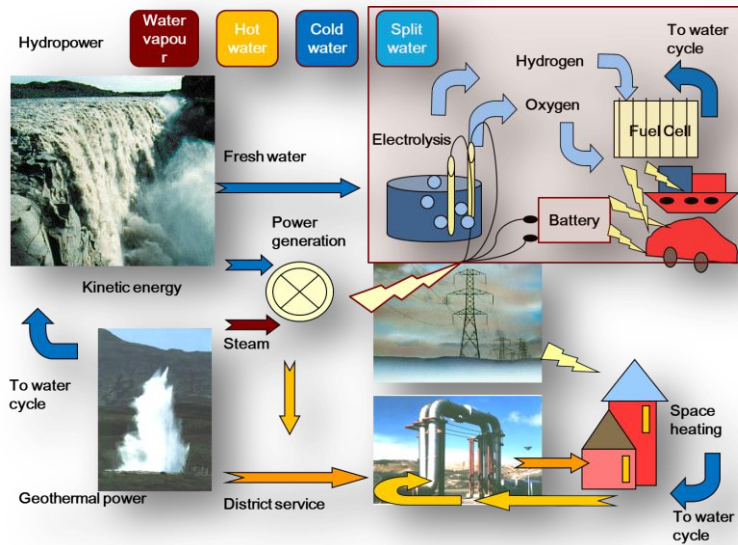 Hydropower
Water
vapou
r
Hot
water
Cold
water
Split
water
To water
cycle
Hydrogen
Oxygen
Fuel Cell
Electrolysis
Fresh water
Power
generation
Battery
Kinetic energy
Steam
To water
cycle
Space
heating
Geothermal power
District service
To water
cycle